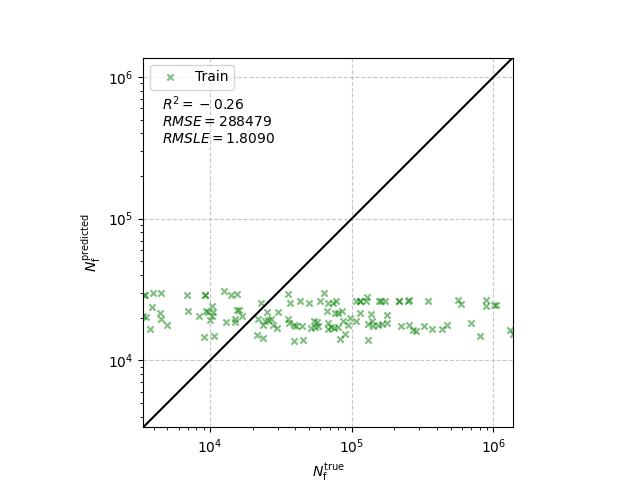 Train
R² = −0.26
RMSE = 288479
RMSLE = 1.8090
10⁶
10⁵
10⁴
N_f^predicted
10⁴ 10⁵ 10⁶
N_f^true